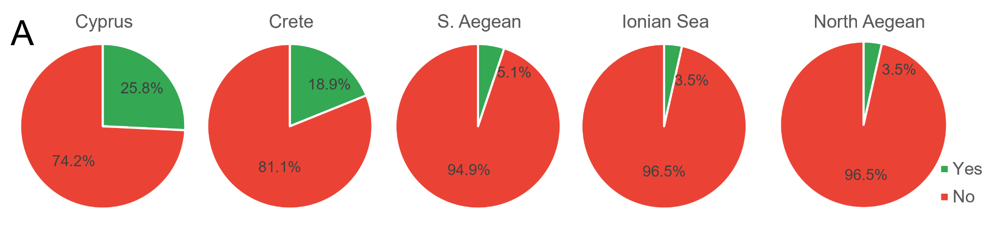 A
Cyprus
25.8%
74.2%
Crete
18.9%
81.1%
S. Aegean
5.1%
94.9%
Ionian Sea
3.5%
96.5%
North Aegean
3.5%
96.5%
Yes
No